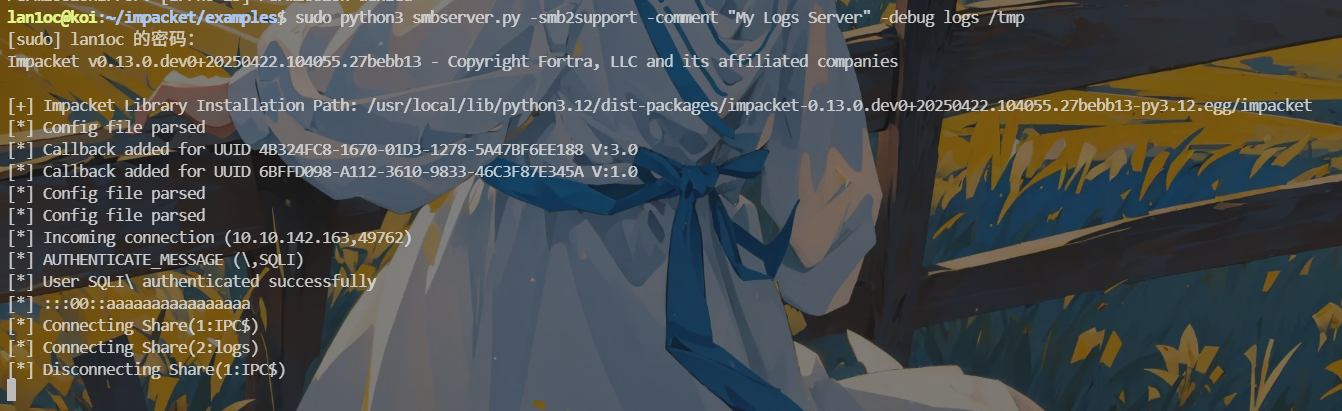 lan1oc@koi:~/impacket/examples$ sudo python3 smbserver.py -smb2support -comment "My Logs Server" -debug logs /tmp
[sudo] lan1oc 的密码:
Impacket v0.13.0.dev0+20250422.104055.27bebb13 - Copyright Fortra, LLC and its affiliated companies
[+] Impacket Library Installation Path: /usr/local/lib/python3.12/dist-packages/impacket-0.13.0.dev0+20250422.104055.27bebb13-py3.12.egg/impacket
[*] Config file parsed
[*] Callback added for UUID 4B324FC8-1670-01D3-1278-5A47BF6EE188 V:3.0
[*] Callback added for UUID 6BFFD098-A112-3610-9833-46C3F87E345A V:1.0
[*] Config file parsed
[*] Config file parsed
[*] Incoming connection (10.10.142.163,49762)
[*] AUTHENTICATE_MESSAGE (\,SQLI)
[*] User SQLI\ authenticated successfully
[*] :::00::aaaaaaaaaaaaaaaa
[*] Connecting Share(1:IPC$)
[*] Connecting Share(2:logs)
[*] Disconnecting Share(1:IPC$)